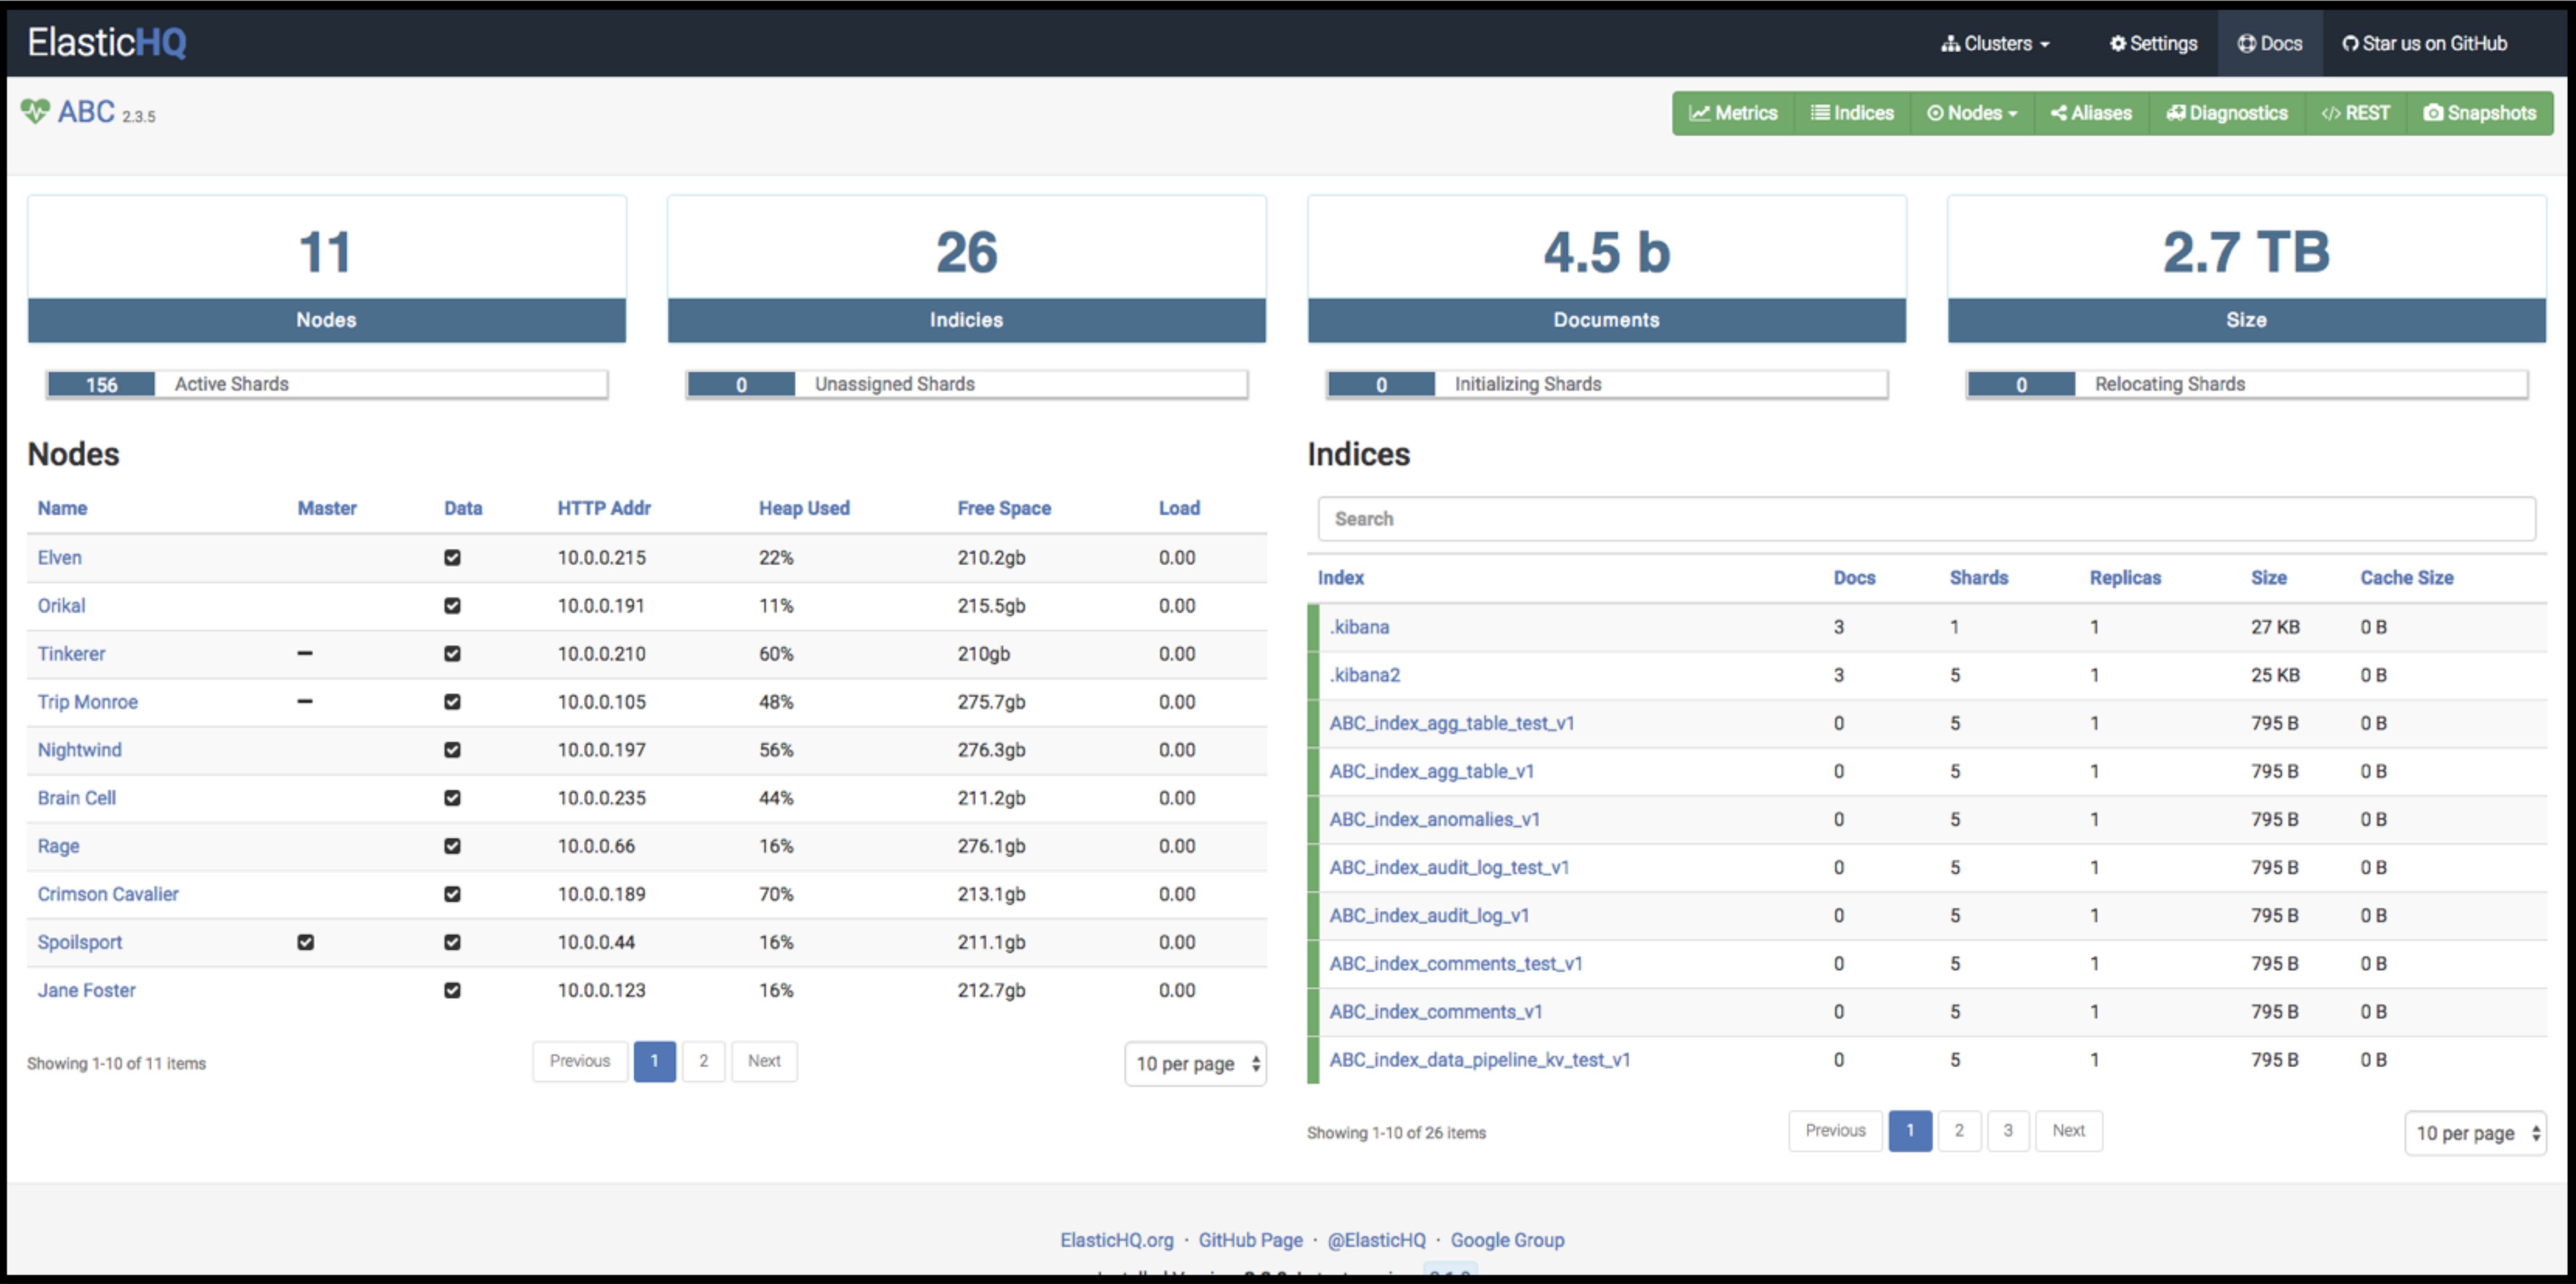 ElasticHQ Clusters Settings Docs Star us on GitHub
ABC 2.3.5 Metrics Indices Nodes Aliases Diagnostics </> REST Snapshots
11 26 4.5 b 2.7 TB
Nodes Indicies Documents Size
156 Active Shards 0 Unassigned Shards 0 Initializing Shards 0 Relocating Shards
Nodes
Name Master Data HTTP Addr Heap Used Free Space Load
Elven 10.0.0.215 22% 210.2gb 0.00
Orikal 10.0.0.191 11% 215.5gb 0.00
Tinkerer – 10.0.0.210 60% 210gb 0.00
Trip Monroe – 10.0.0.105 48% 275.7gb 0.00
Nightwind 10.0.0.197 56% 276.3gb 0.00
Brain Cell 10.0.0.235 44% 211.2gb 0.00
Rage 10.0.0.66 16% 276.1gb 0.00
Crimson Cavalier 10.0.0.189 70% 213.1gb 0.00
Spoilsport 10.0.0.44 16% 211.1gb 0.00
Jane Foster 10.0.0.123 16% 212.7gb 0.00
Showing 1-10 of 11 items Previous 1 2 Next 10 per page
Indices
Search
Index Docs Shards Replicas Size Cache Size
.kibana 3 1 1 27 KB 0 B
.kibana2 3 5 1 25 KB 0 B
ABC_index_agg_table_test_v1 0 5 1 795 B 0 B
ABC_index_agg_table_v1 0 5 1 795 B 0 B
ABC_index_anomalies_v1 0 5 1 795 B 0 B
ABC_index_audit_log_test_v1 0 5 1 795 B 0 B
ABC_index_audit_log_v1 0 5 1 795 B 0 B
ABC_index_comments_test_v1 0 5 1 795 B 0 B
ABC_index_comments_v1 0 5 1 795 B 0 B
ABC_index_data_pipeline_kv_test_v1 0 5 1 795 B 0 B
Showing 1-10 of 26 items Previous 1 2 3 Next 10 per page
ElasticHQ.org · GitHub Page · @ElasticHQ · Google Group